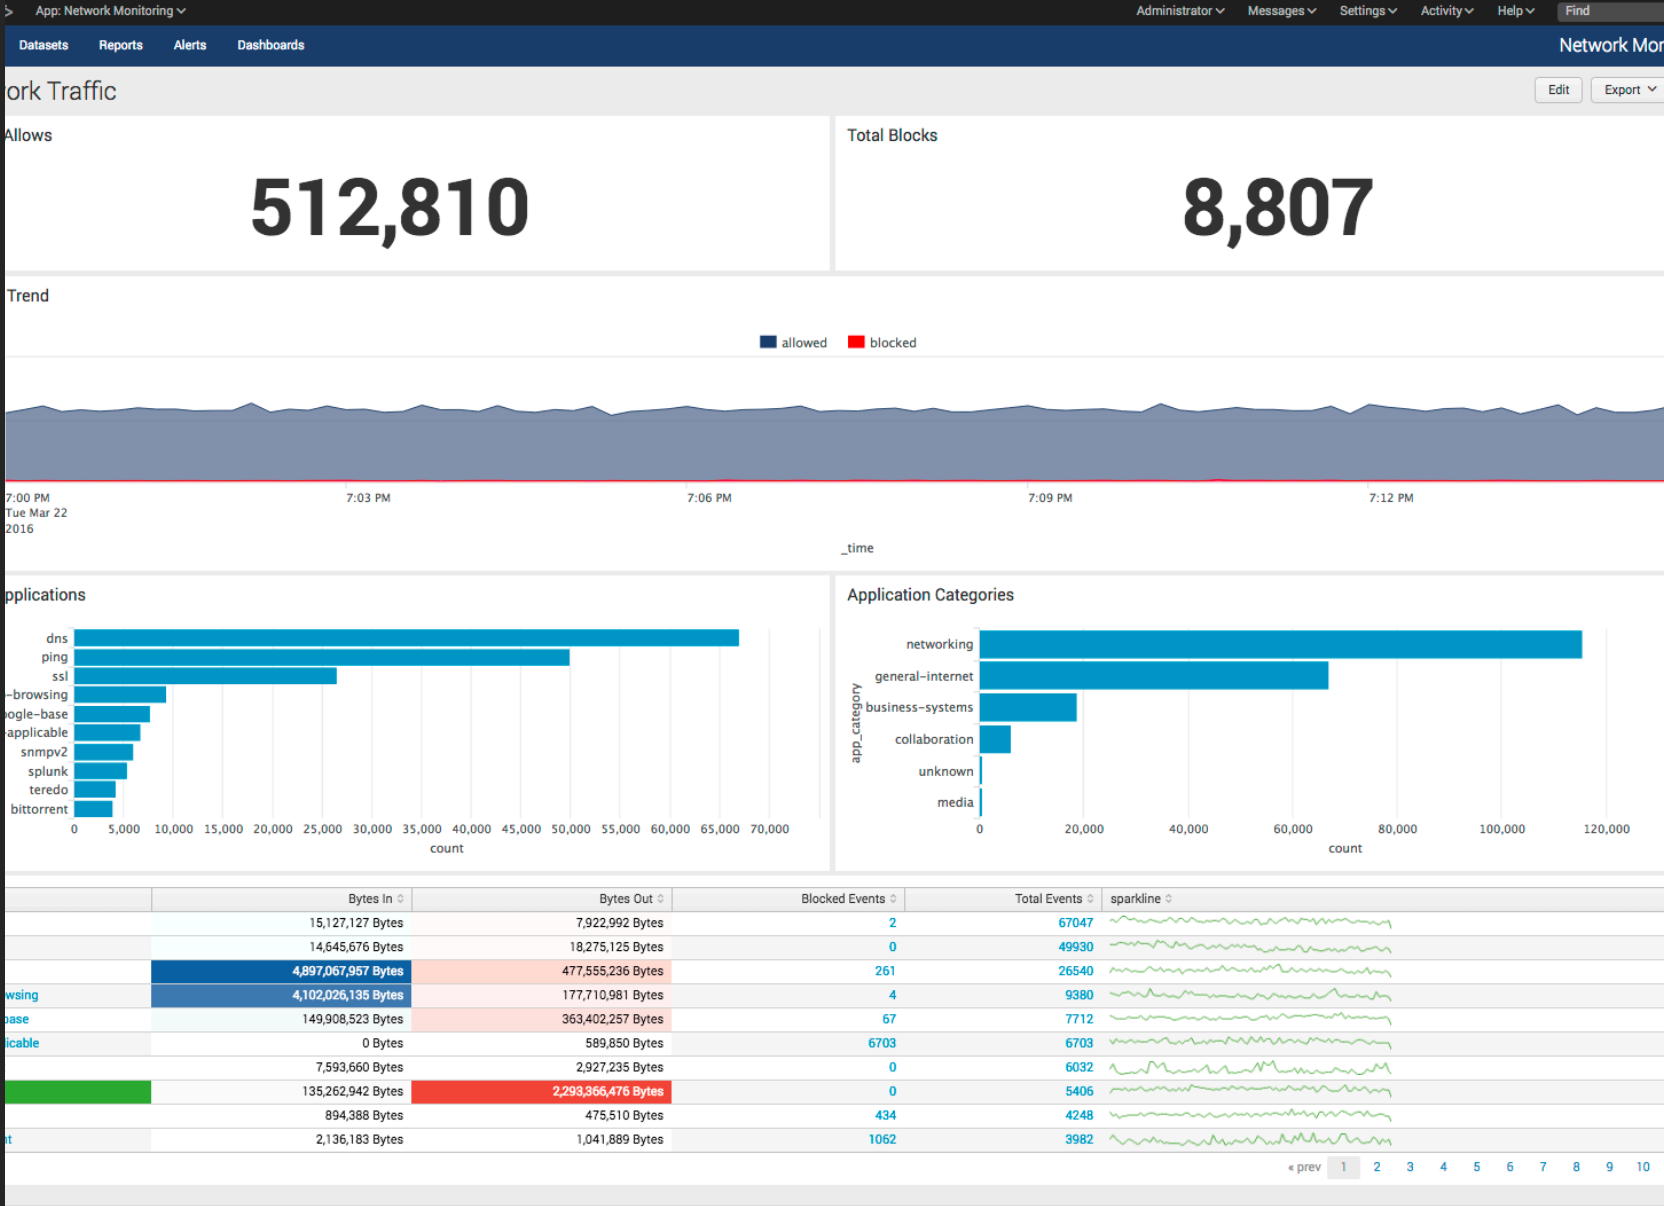 App: Network Monitoring
Administrator Messages Settings Activity Help Find
Datasets Reports Alerts Dashboards
Network Mor
ork Traffic
Edit Export
Allows
512,810
Total Blocks
8,807
Trend
allowed blocked
7:00 PM 7:03 PM 7:06 PM 7:09 PM 7:12 PM
Tue Mar 22
2016
_time
pplications
dns
ping
ssl
-browsing
ogle-base
-applicable
snmpv2
splunk
teredo
bittorrent
0 5,000 10,000 15,000 20,000 25,000 30,000 35,000 40,000 45,000 50,000 55,000 60,000 65,000 70,000
count
Application Categories
app_category
networking
general-internet
business-systems
collaboration
unknown
media
0 20,000 40,000 60,000 80,000 100,000 120,000
count
Bytes In Bytes Out Blocked Events Total Events sparkline
15,127,127 Bytes 7,922,992 Bytes 2 67047
14,645,676 Bytes 18,275,125 Bytes 0 49930
4,897,067,957 Bytes 477,555,236 Bytes 261 26540
wsing 4,102,026,135 Bytes 177,710,981 Bytes 4 9380
base 149,908,523 Bytes 363,402,257 Bytes 67 7712
icable 0 Bytes 589,850 Bytes 6703 6703
7,593,660 Bytes 2,927,235 Bytes 0 6032
135,262,942 Bytes 2,293,366,476 Bytes 0 5406
894,388 Bytes 475,510 Bytes 434 4248
nt 2,136,183 Bytes 1,041,889 Bytes 1062 3982
« prev 1 2 3 4 5 6 7 8 9 10